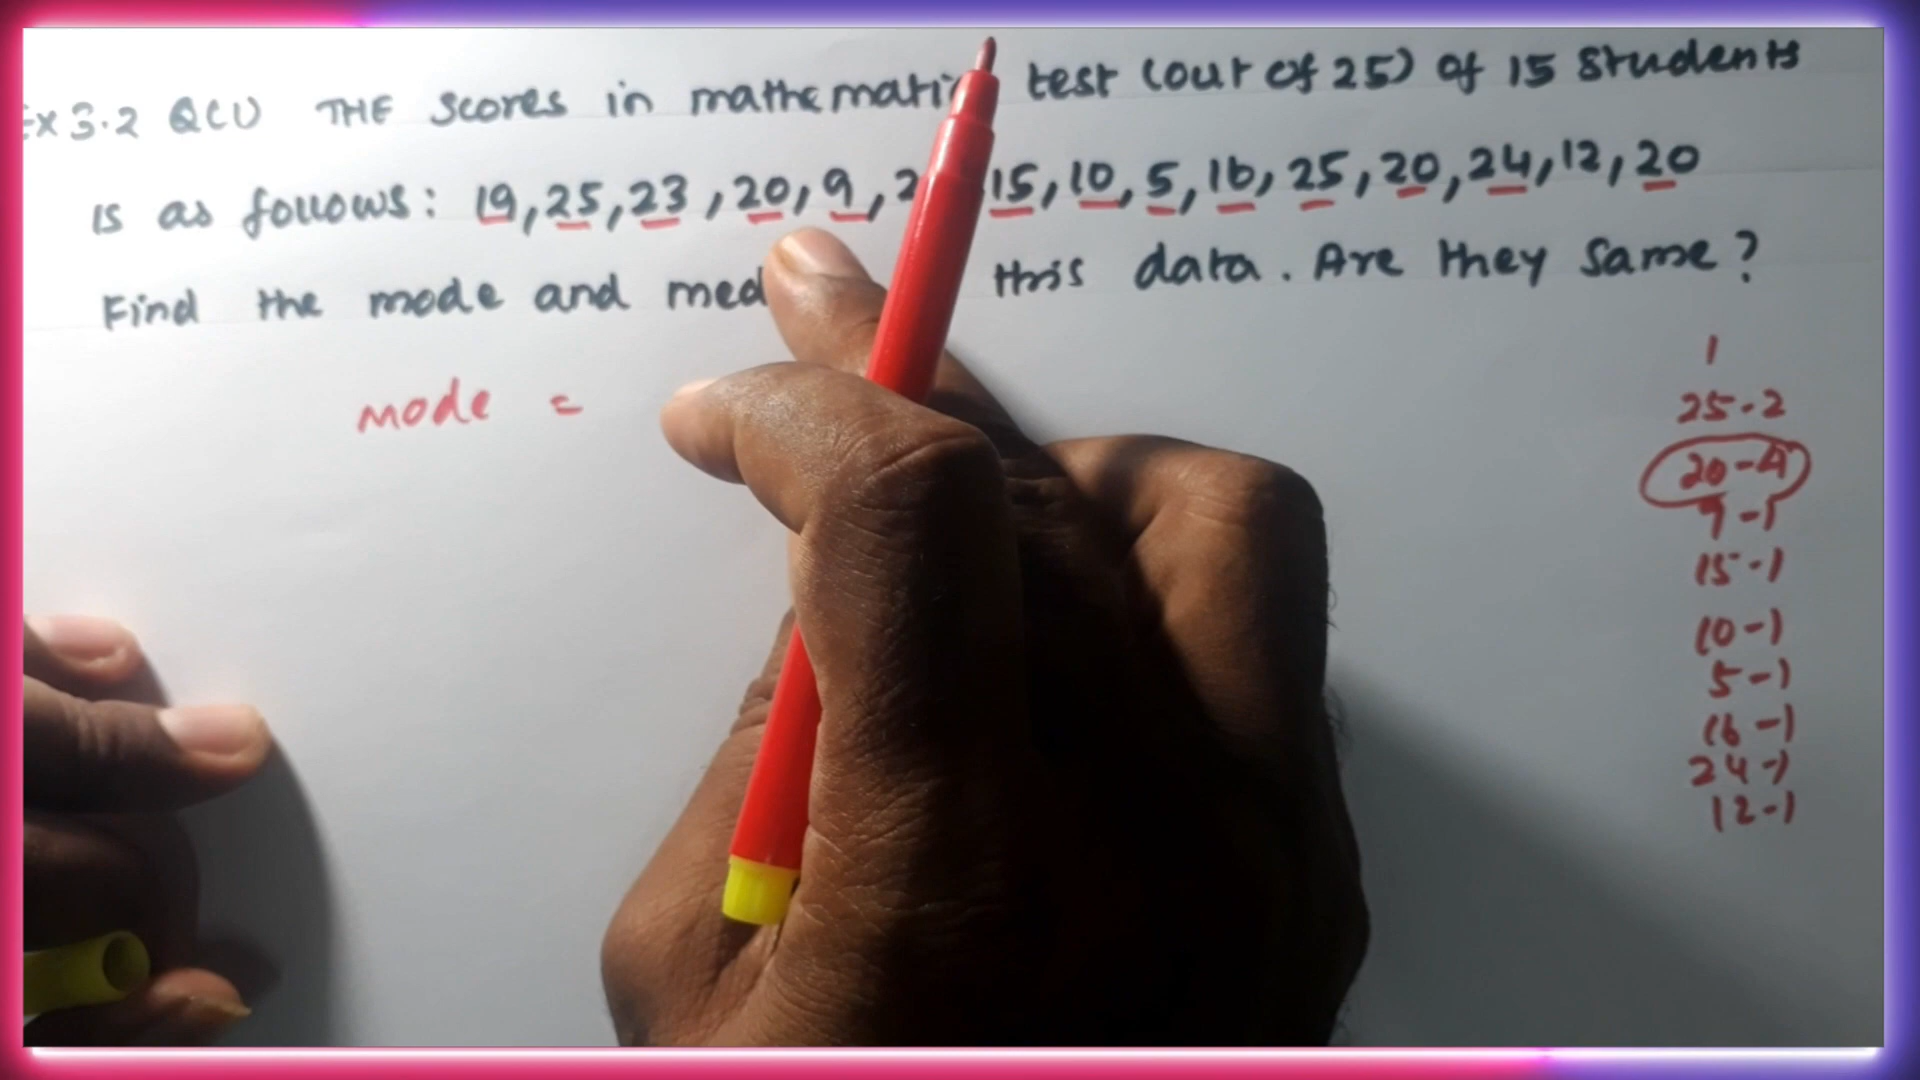 Ex 3.2 Q(1) THE scores in mathematic test (out of 25) of 15 students
is as follows: 19, 25, 23, 20, 9, 2 15, 10, 5, 16, 25, 20, 24, 12, 20
Find the mode and med this data. Are they same?
mode =
1
25-2
20-4
9-1
15-1
10-1
5-1
16-1
24-1
12-1